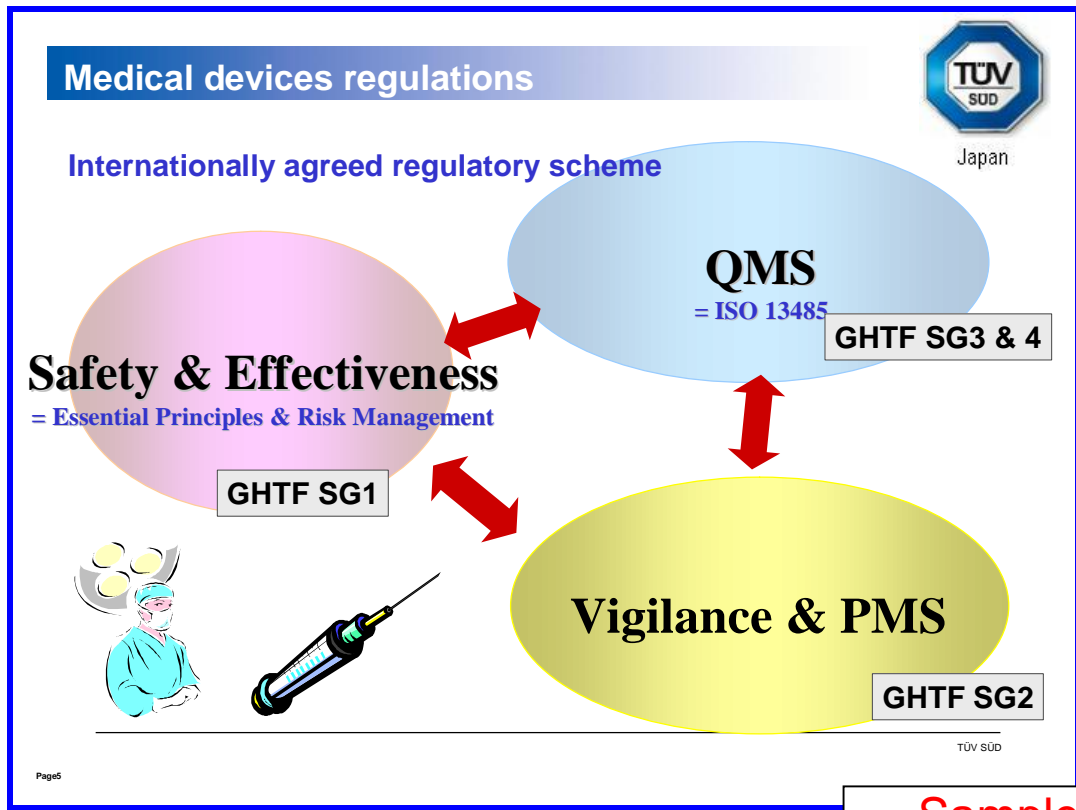 Medical devices regulations
TÜV
SÜD
Japan
Internationally agreed regulatory scheme
QMS
= ISO 13485
GHTF SG3 & 4
Safety & Effectiveness
= Essential Principles & Risk Management
GHTF SG1
Vigilance & PMS
GHTF SG2
TÜV SÜD
Page5